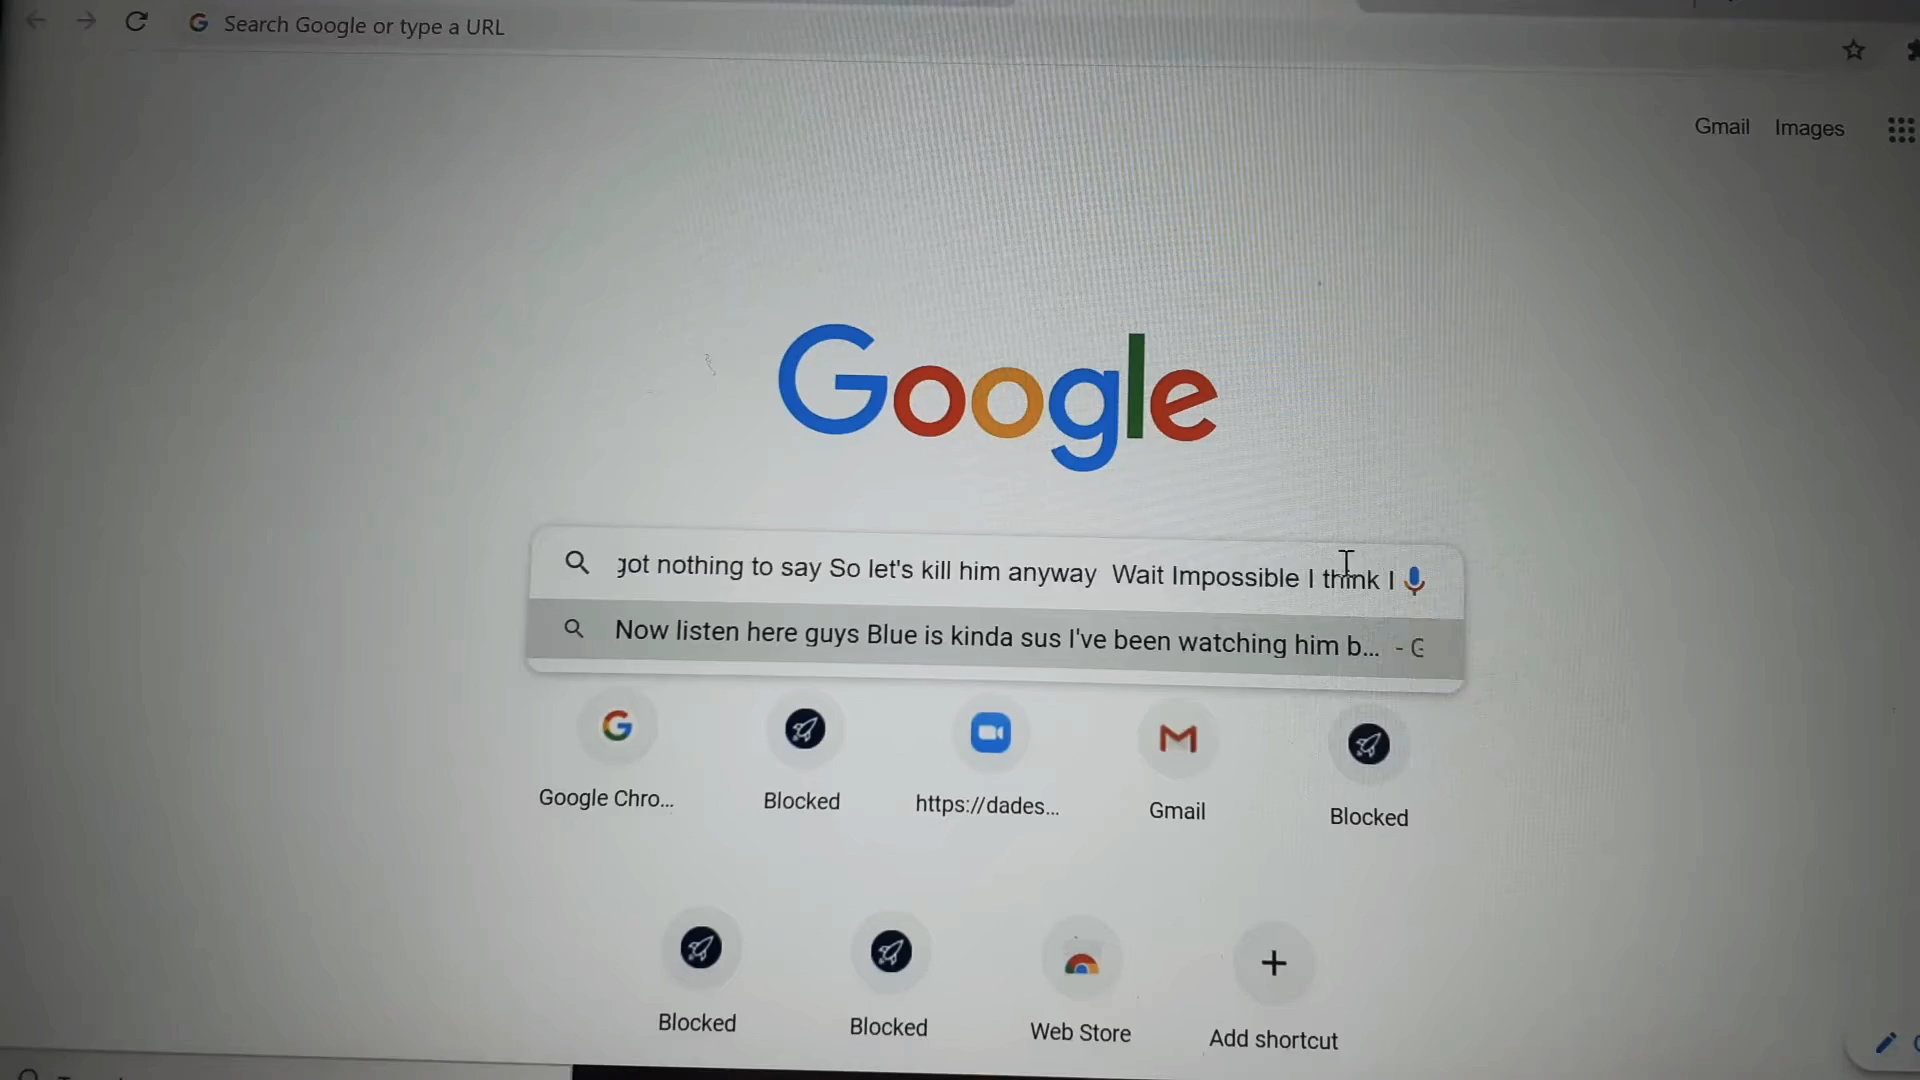 Search Google or type a URL
Gmail Images
Google
got nothing to say So let's kill him anyway Wait Impossible I think I
Now listen here guys Blue is kinda sus I've been watching him b... - G
Google Chro...
Blocked
https://dades...
Gmail
Blocked
Blocked
Blocked
Web Store
Add shortcut